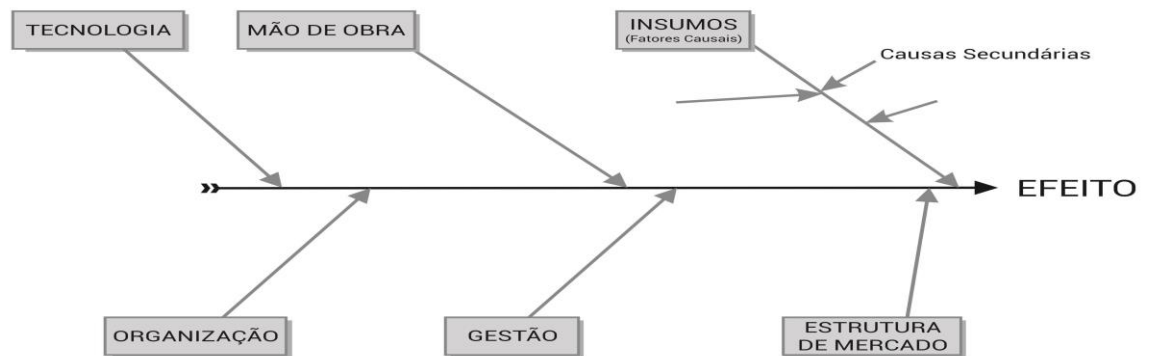 TECNOLOGIA
MÃO DE OBRA
INSUMOS
(Fatores Causais)
Causas Secundárias
EFEITO
ORGANIZAÇÃO
GESTÃO
ESTRUTURA
DE MERCADO